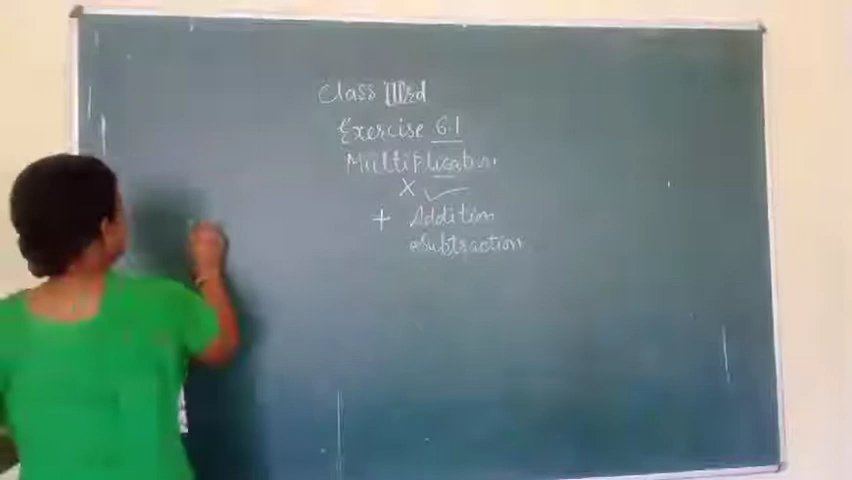 Class IIIrd
Exercise 6.1
Multiplication
× ✓
+ Addition
Subtraction